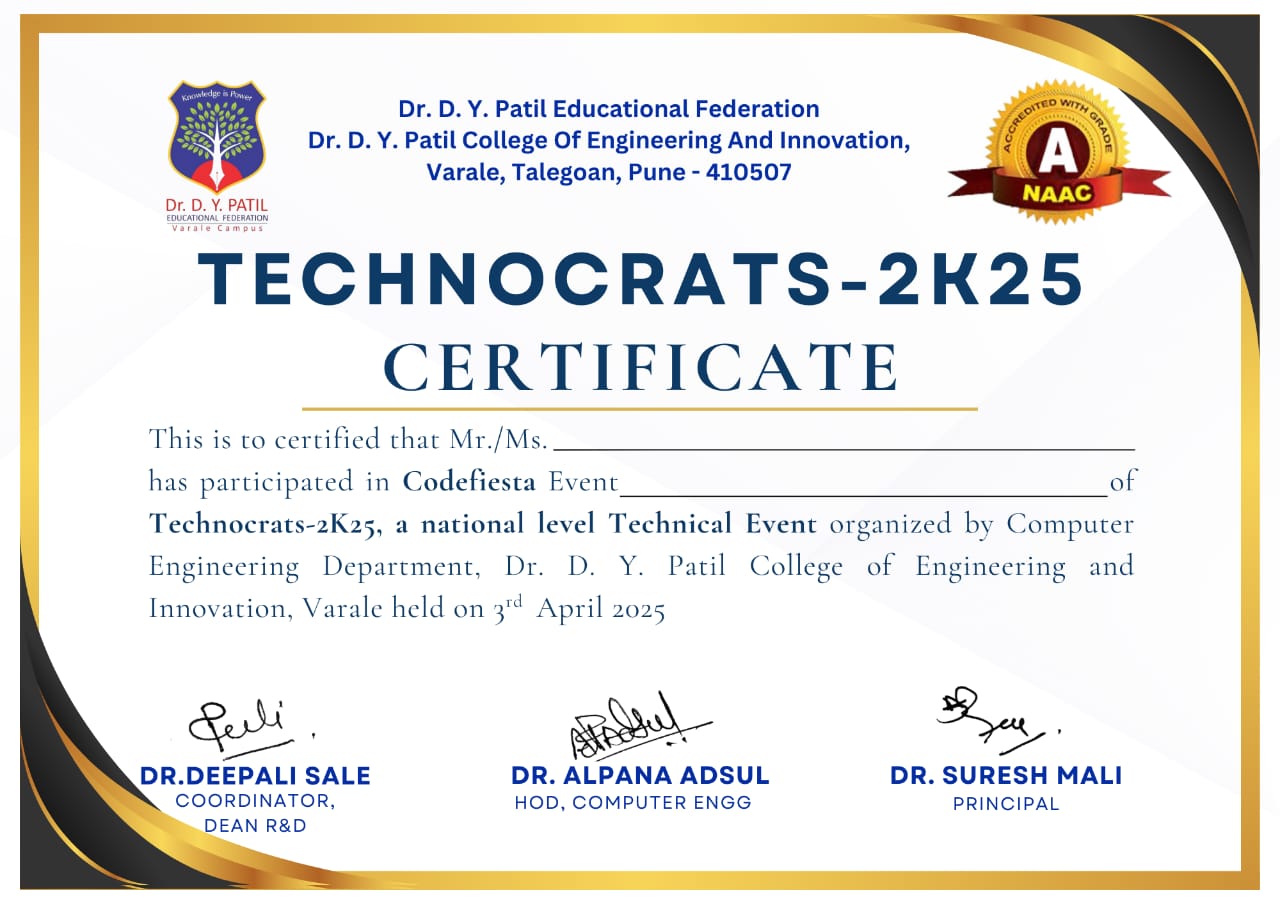 Knowledge is Power
Dr. D. Y. PATIL
EDUCATIONAL FEDERATION
Varale Campus
Dr. D. Y. Patil Educational Federation
Dr. D. Y. Patil College Of Engineering And Innovation,
Varale, Talegoan, Pune - 410507
ACCREDITED WITH GRADE
A
NAAC
TECHNOCRATS-2K25
CERTIFICATE
This is to certified that Mr./Ms.
has participated in Codefiesta Event of
Technocrats-2K25, a national level Technical Event organized by Computer
Engineering Department, Dr. D. Y. Patil College of Engineering and
Innovation, Varale held on 3rd April 2025
DR.DEEPALI SALE
COORDINATOR,
DEAN R&D
DR. ALPANA ADSUL
HOD, COMPUTER ENGG
DR. SURESH MALI
PRINCIPAL